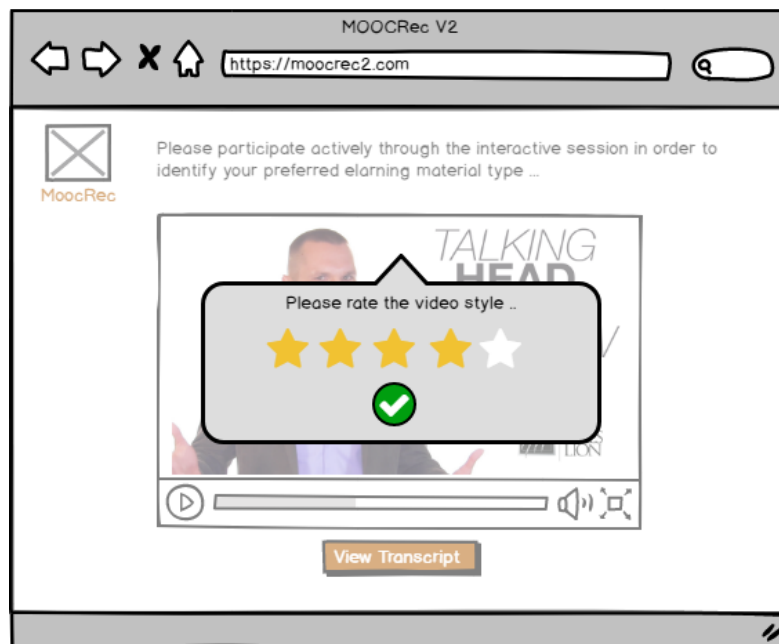 MOOCRec V2
https://moocrec2.com
Please participate actively through the interactive session in order to
identify your preferred elarning material type ...
MoocRec
TALKING
HEAD
Please rate the video style ..
LION
View Transcript